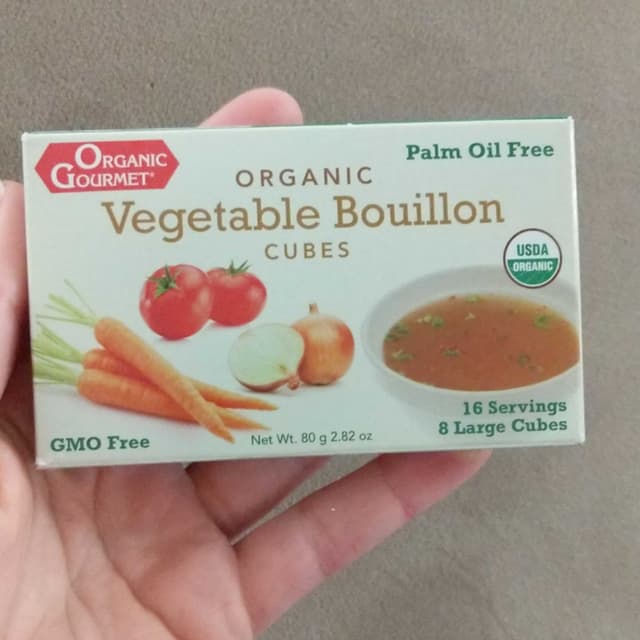 ORGANIC
GOURMET®
Palm Oil Free
ORGANIC
Vegetable Bouillon
CUBES
USDA
ORGANIC
16 Servings
8 Large Cubes
GMO Free
Net Wt. 80 g 2.82 oz